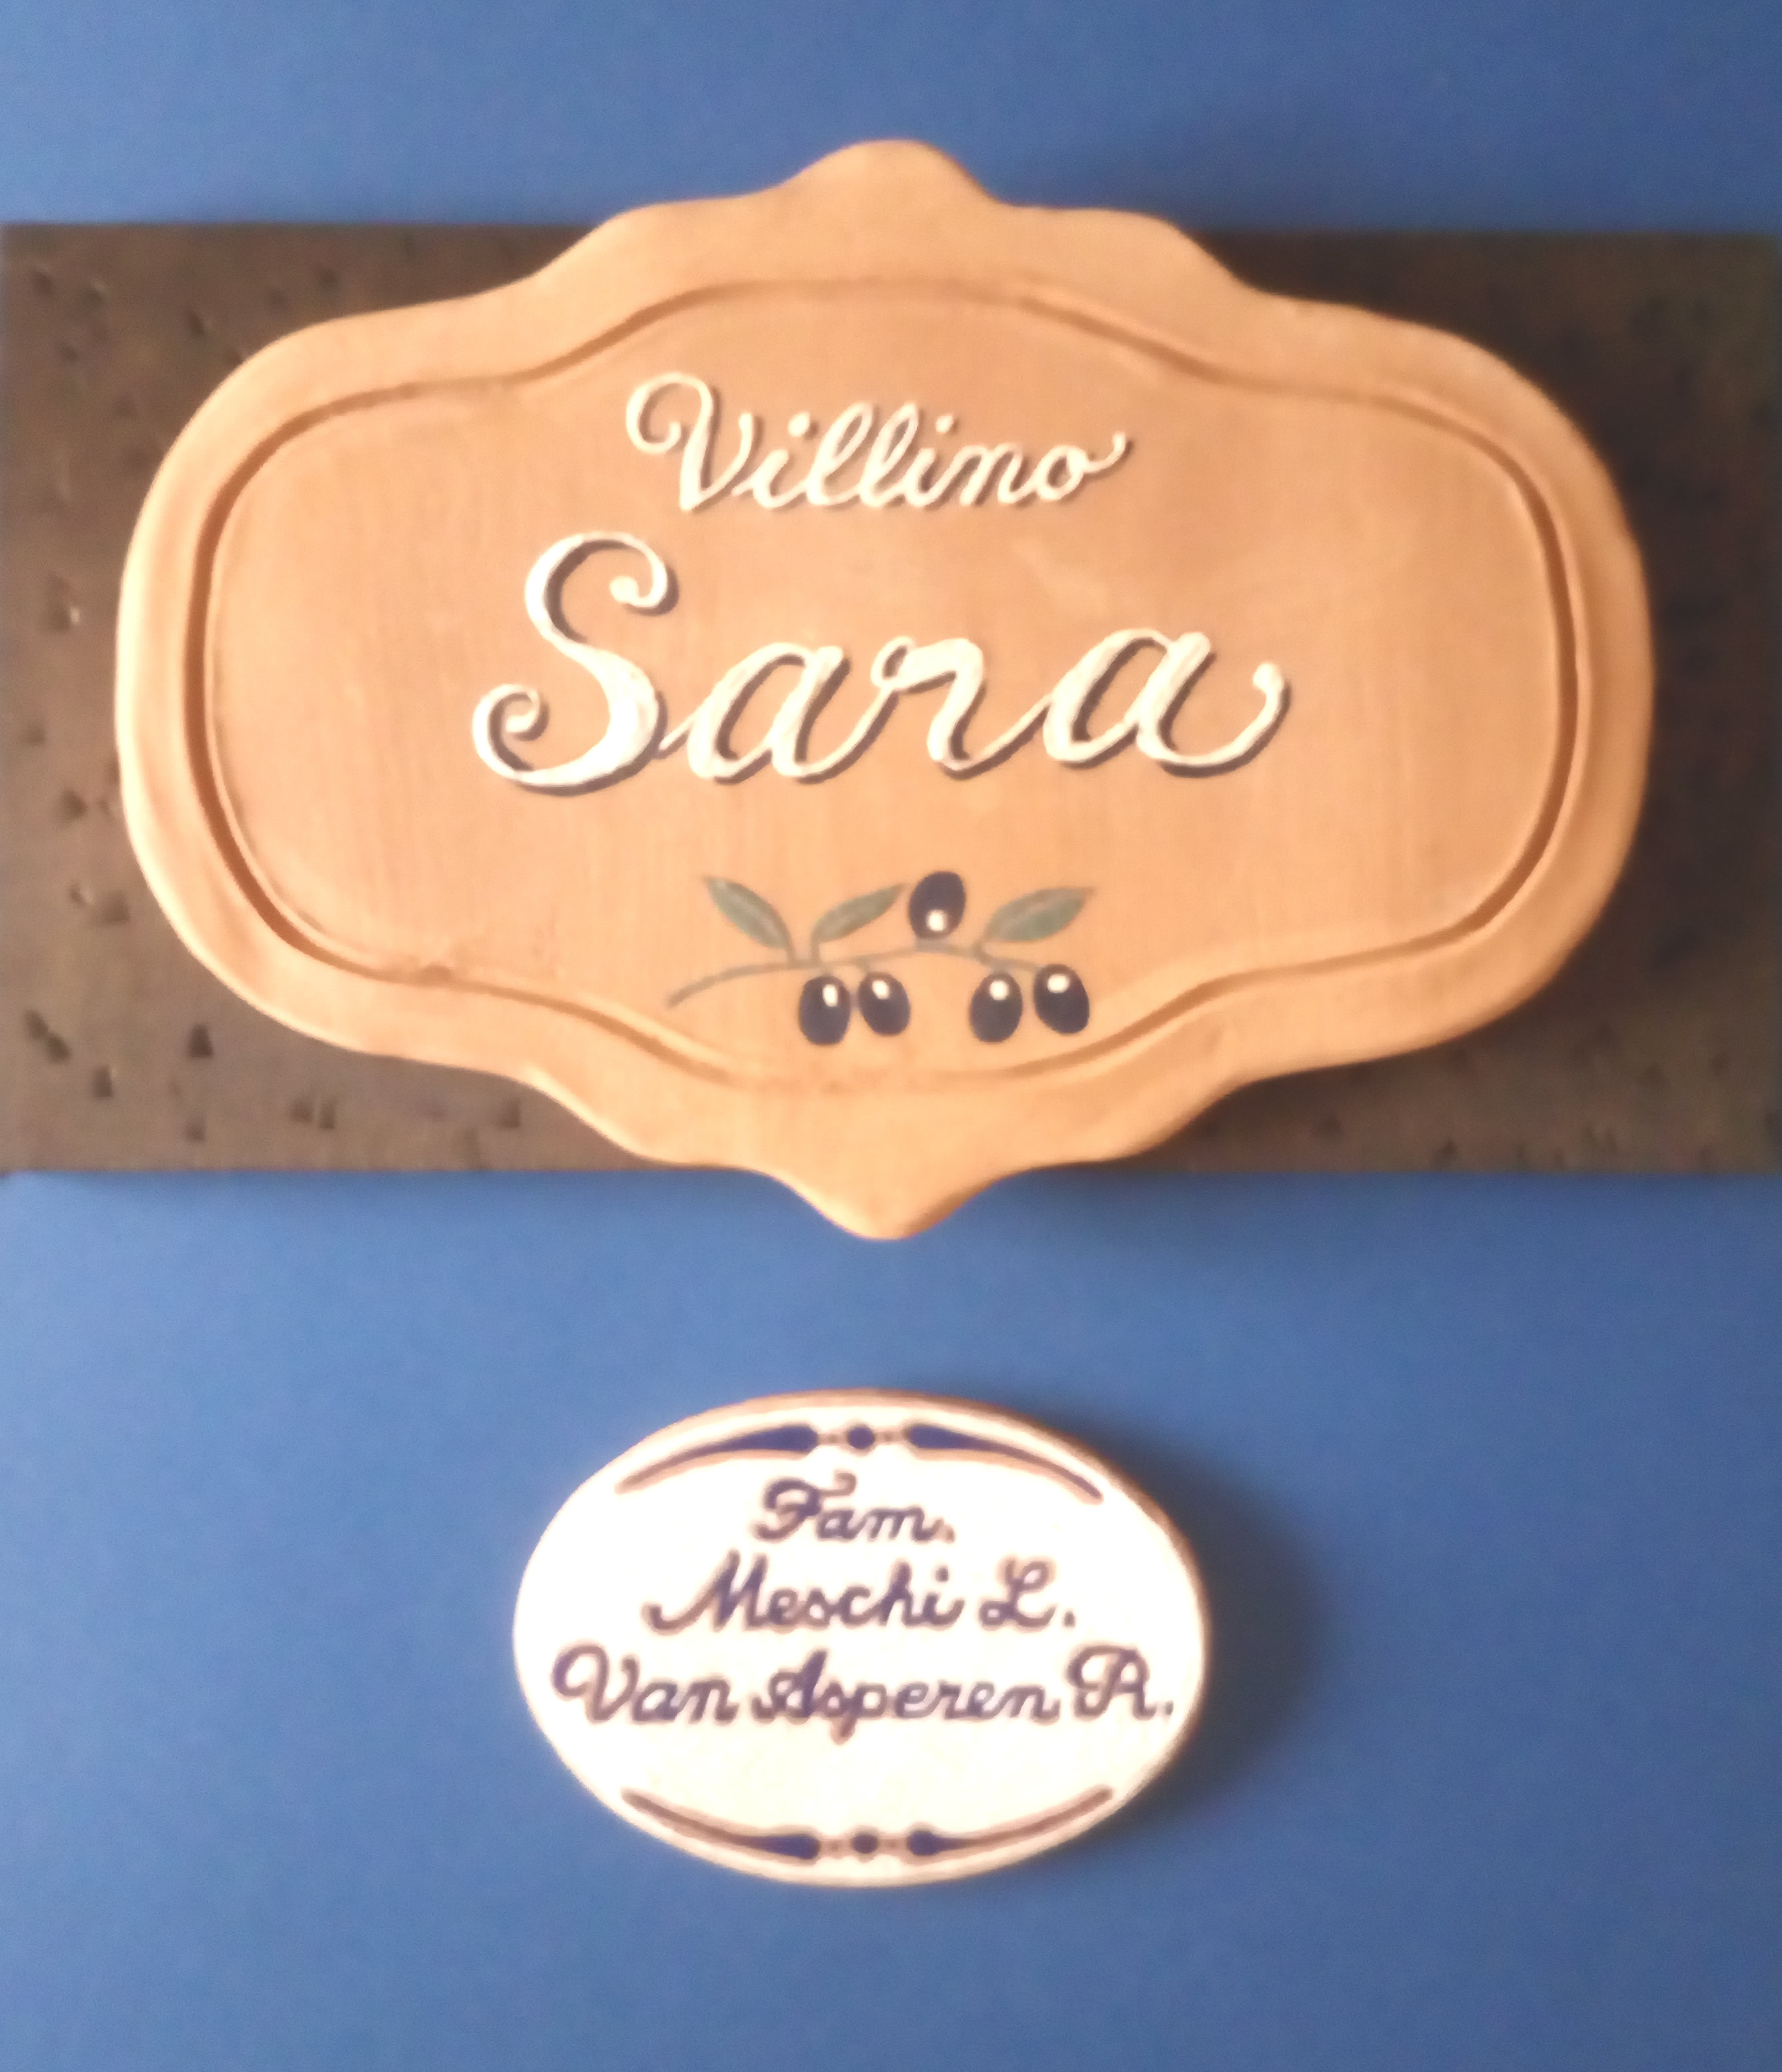 Villino
Sara
Fam.
Meschi L.
Van Asperen R.